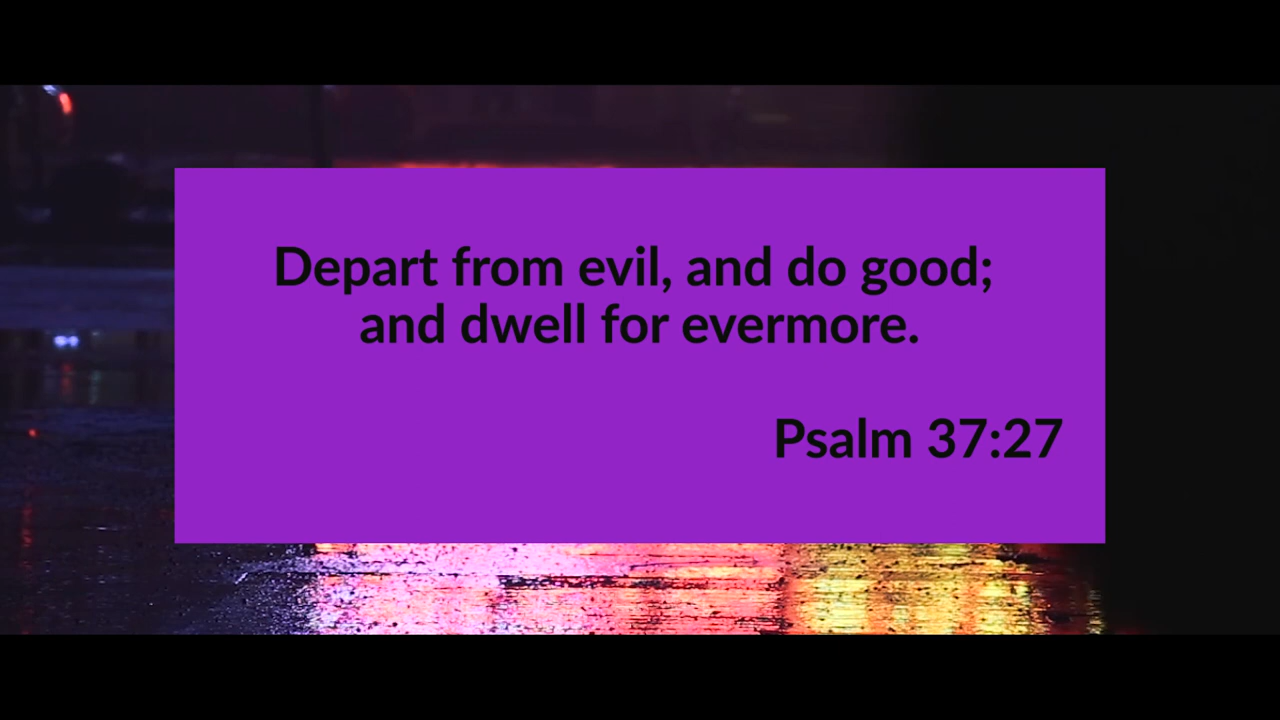 Depart from evil, and do good;
and dwell for evermore.
Psalm 37:27